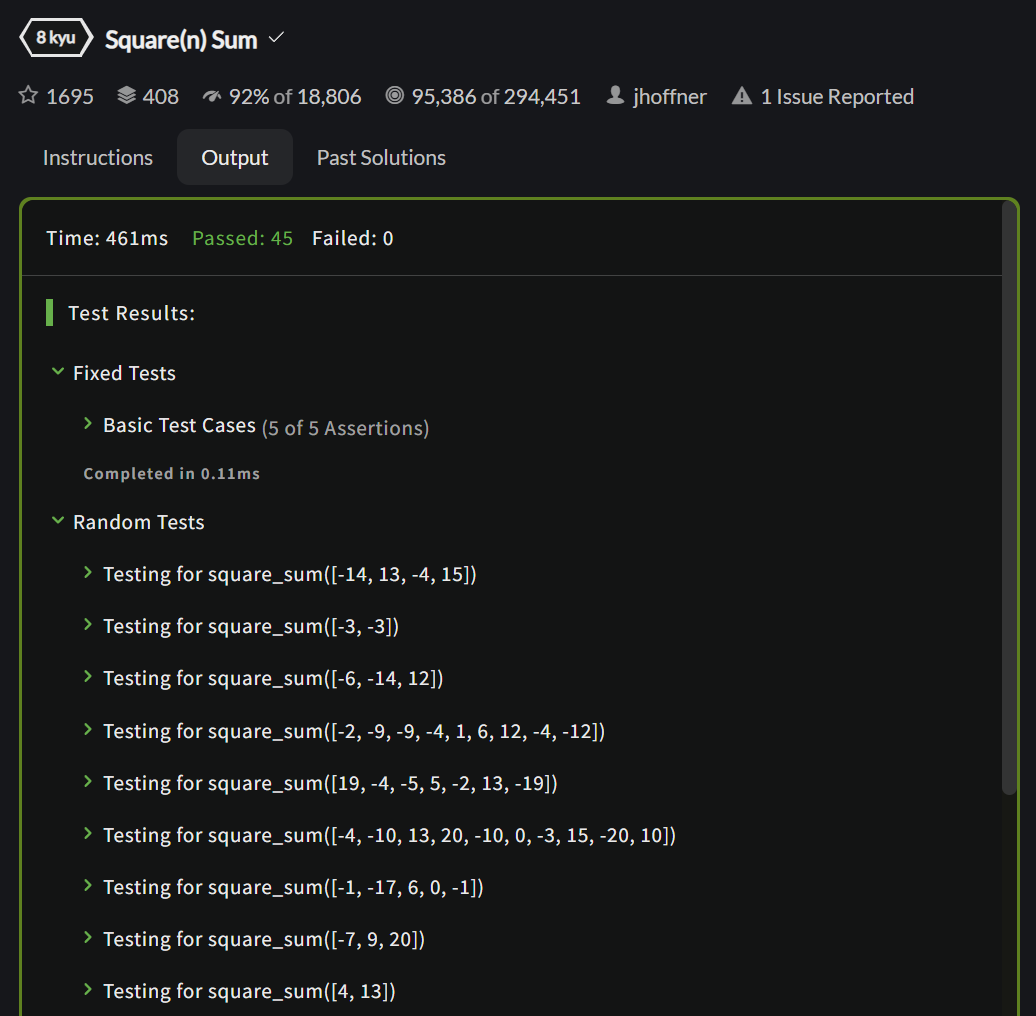 8 kyu Square(n) Sum
1695 408 92% of 18,806 95,386 of 294,451 jhoffner 1 Issue Reported
Instructions Output Past Solutions
Time: 461ms Passed: 45 Failed: 0
Test Results:
Fixed Tests
Basic Test Cases (5 of 5 Assertions)
Completed in 0.11ms
Random Tests
Testing for square_sum([-14, 13, -4, 15])
Testing for square_sum([-3, -3])
Testing for square_sum([-6, -14, 12])
Testing for square_sum([-2, -9, -9, -4, 1, 6, 12, -4, -12])
Testing for square_sum([19, -4, -5, 5, -2, 13, -19])
Testing for square_sum([-4, -10, 13, 20, -10, 0, -3, 15, -20, 10])
Testing for square_sum([-1, -17, 6, 0, -1])
Testing for square_sum([-7, 9, 20])
Testing for square_sum([4, 13])